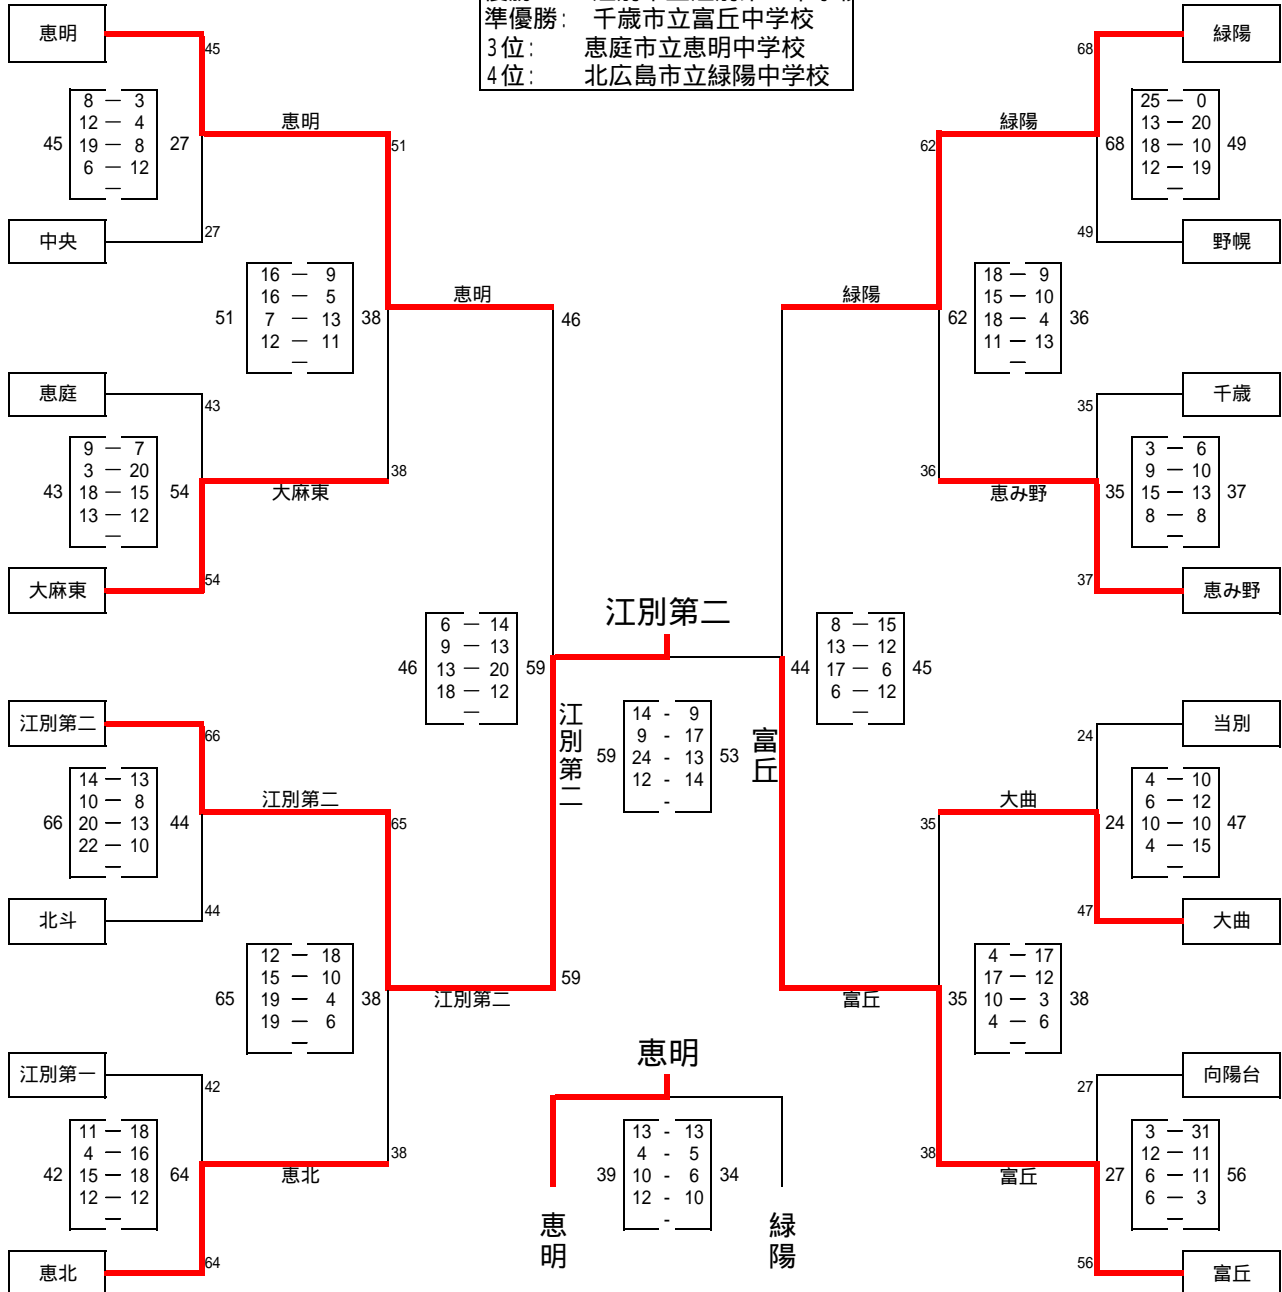 準優勝: 千歳市立富丘中学校
3位: 恵庭市立恵明中学校
4位: 北広島市立緑陽中学校
恵明
45
8 — 3
12 — 4
45 19 — 8 27
6 — 12
—
恵明
51
27
中央
16 — 9
16 — 5
51 7 — 13 38
12 — 11
—
恵明
46
恵庭
43
9 — 7
3 — 20
43 18 — 15 54
13 — 12
—
38
大麻東
54
大麻東
6 — 14
9 — 13
46 13 — 20 59
18 — 12
—
江別第二
66
14 — 13
10 — 8
66 20 — 13 44
22 — 10
—
江別第二
65
44
北斗
12 — 18
15 — 10
65 19 — 4 38
19 — 6
—
江別第二
59
江別第一
42
11 — 18
4 — 16
42 15 — 18 64
12 — 12
—
38
恵北
64
恵北
江別第二
江別第二
14 - 9
9 - 17
59 24 - 13 53
12 - 14
-
富丘
恵明
13 - 13
4 - 5
39 10 - 6 34
12 - 10
-
恵明
緑陽
緑陽
68
25 — 0
13 — 20
68 18 — 10 49
12 — 19
—
緑陽
62
49
野幌
18 — 9
15 — 10
62 18 — 4 36
11 — 13
—
緑陽
千歳
35
3 — 6
9 — 10
35 15 — 13 37
8 — 8
—
36
恵み野
37
恵み野
8 — 15
13 — 12
44 17 — 6 45
6 — 12
—
当別
24
4 — 10
6 — 12
24 10 — 10 47
4 — 15
—
大曲
35
47
大曲
4 — 17
17 — 12
35 10 — 3 38
4 — 6
—
富丘
向陽台
27
3 — 31
12 — 11
27 6 — 11 56
6 — 3
—
38
富丘
56
富丘